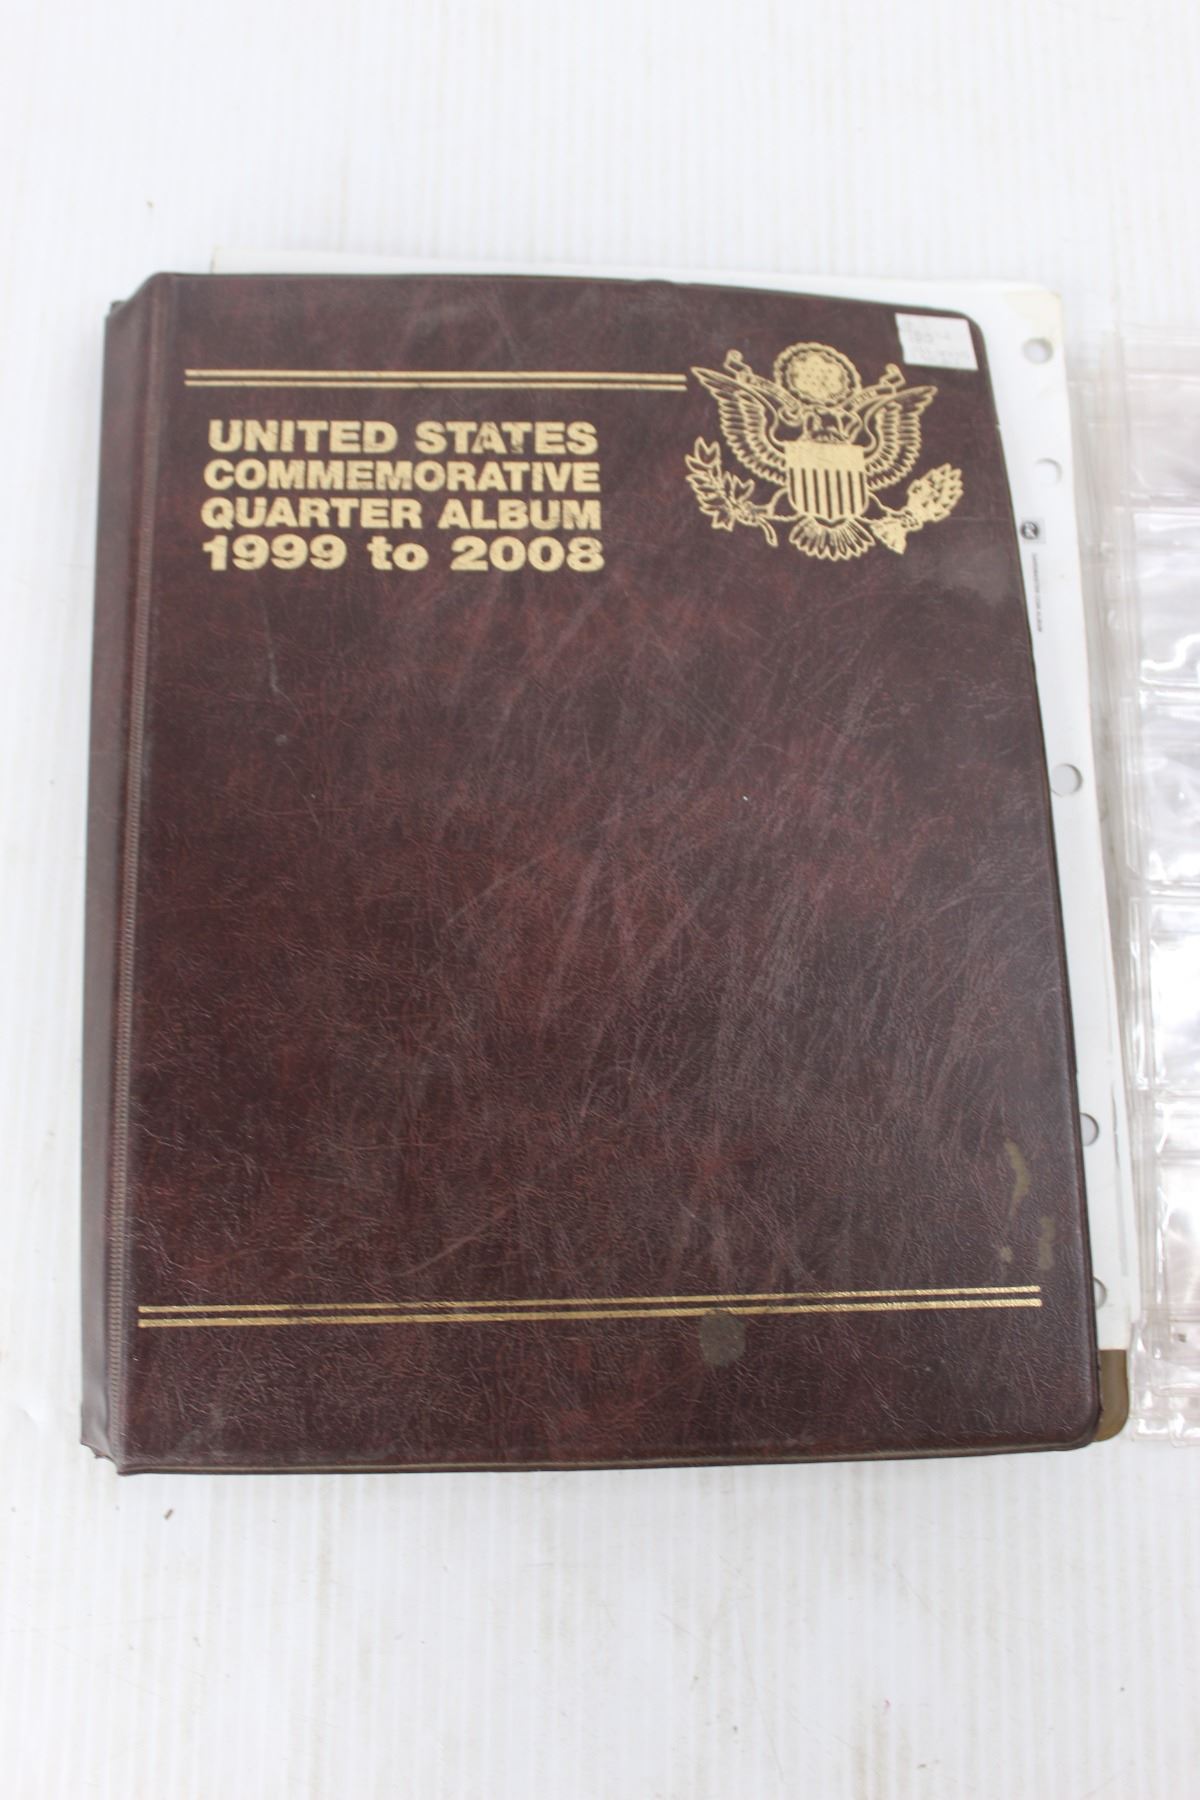 UNITED STATES
COMMEMORATIVE
QUARTER ALBUM
1999 to 2008